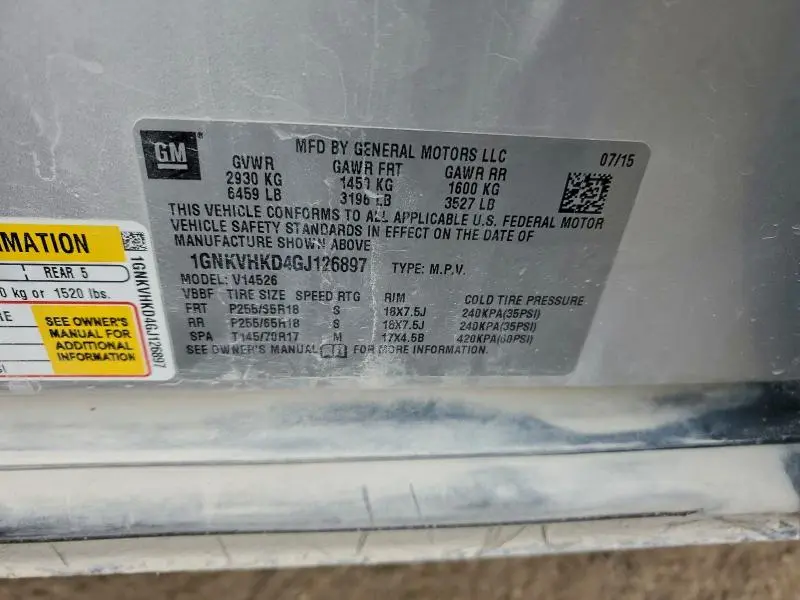 GM
MFD BY GENERAL MOTORS LLC
07/15
GVWR GAWR FRT GAWR RR
2930 KG 1450 KG 1600 KG
6459 LB 3196 LB 3527 LB
THIS VEHICLE CONFORMS TO ALL APPLICABLE U.S. FEDERAL MOTOR
VEHICLE SAFETY STANDARDS IN EFFECT ON THE DATE OF
MANUFACTURE SHOWN ABOVE
1GNKVHKD4GJ126897 TYPE: M.P.V.
MODEL: V14526
VBBF TIRE SIZE SPEED RTG RIM COLD TIRE PRESSURE
FRT P255/65R18 S 18X7.5J 240KPA(35PSI)
RR P255/65R18 S 18X7.5J 240KPA(35PSI)
SPA T145/70R17 M 17X4.5B 420KPA(60PSI)
SEE OWNER'S MANUAL FOR MORE INFORMATION.
RMATION
REAR 5
0 kg or 1520 lbs.
RE
SEE OWNER'S
MANUAL FOR
ADDITIONAL
INFORMATION
1GNKVHKD4GJ126897